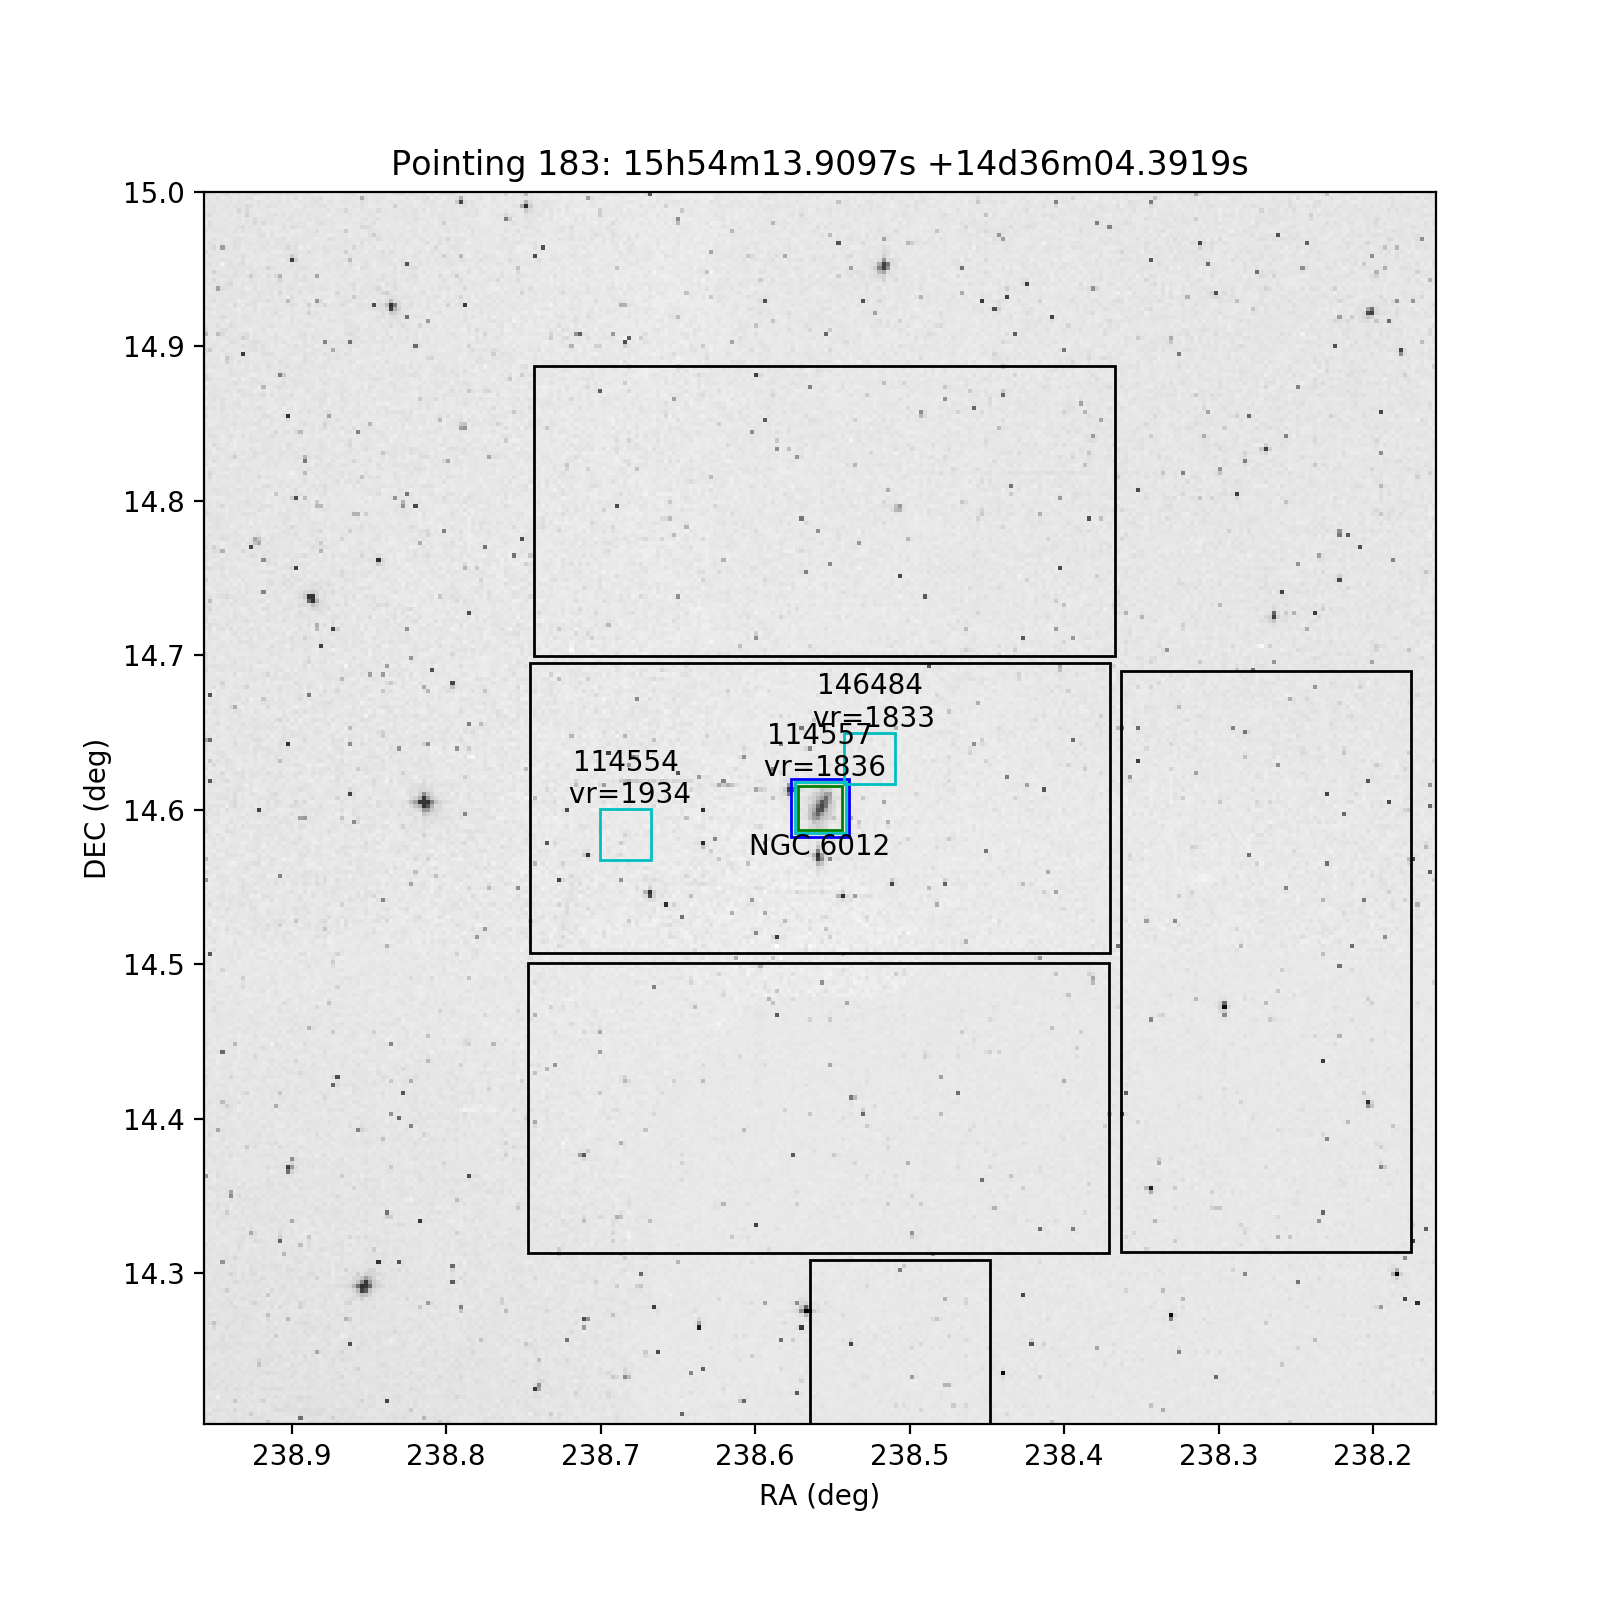 Pointing 183: 15h54m13.9097s +14d36m04.3919s
15.0
14.9
14.8
14.7
14.6
14.5
14.4
14.3
DEC (deg)
146484
vr=1833
114557
vr=1836
114554
vr=1934
NGC 6012
238.9 238.8 238.7 238.6 238.5 238.4 238.3 238.2
RA (deg)